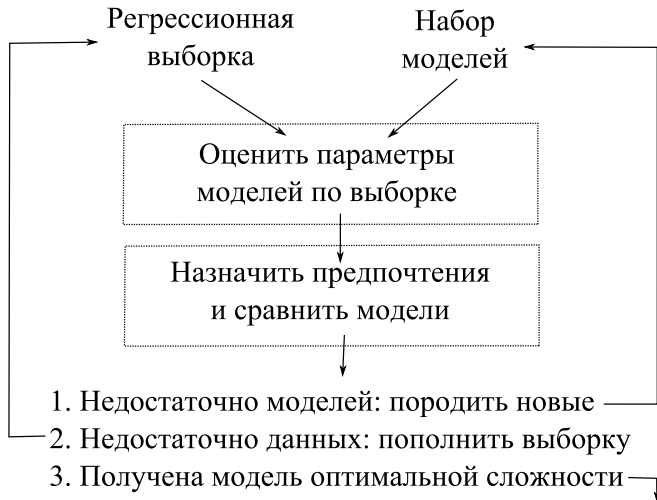 Регрессионная
выборка
Набор
моделей
Оценить параметры
моделей по выборке
Назначить предпочтения
и сравнить модели
1. Недостаточно моделей: породить новые
2. Недостаточно данных: пополнить выборку
3. Получена модель оптимальной сложности